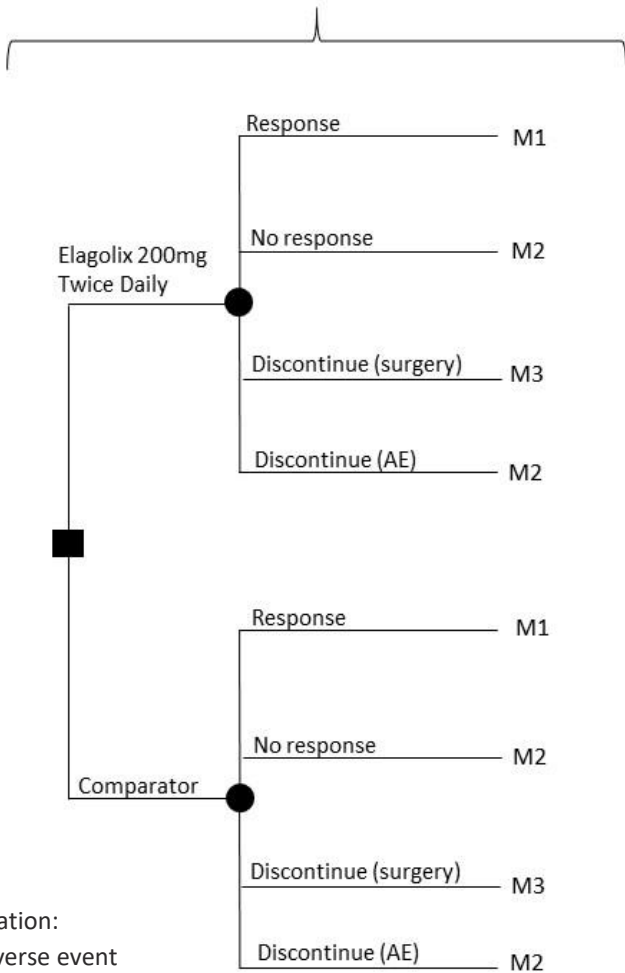 Response
M1
No response
M2
Elagolix 200mg
Twice Daily
Discontinue (surgery)
M3
Discontinue (AE)
M2
Response
M1
No response
M2
Comparator
Discontinue (surgery)
M3
Discontinue (AE)
M2
ation:
verse event